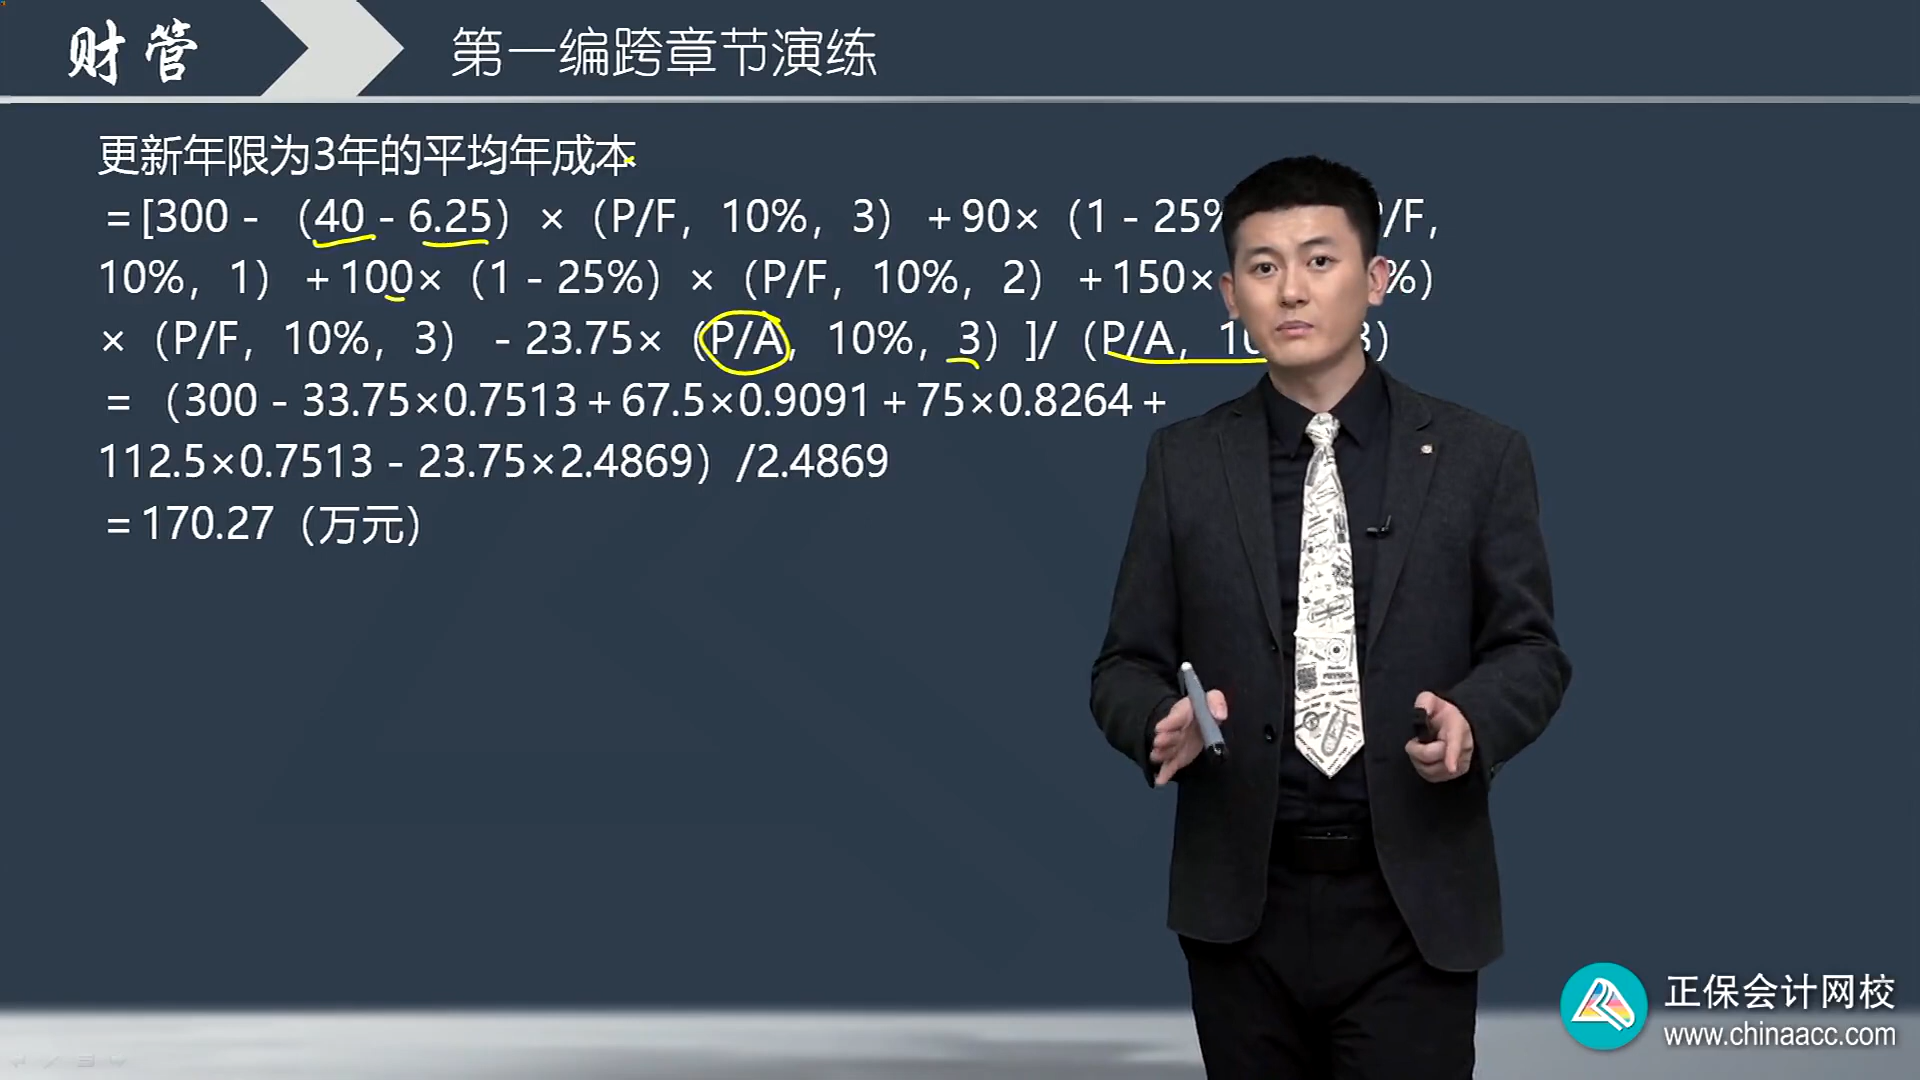 财管
第一编跨章节演练
更新年限为3年的平均年成本
＝[300－（40－6.25）×（P/F，10%，3）＋90×（1－25% /F，
10%，1）＋100×（1－25%）×（P/F，10%，2）＋150× %）
×（P/F，10%，3）－23.75×（P/A，10%，3）]/（P/A，10 3）
＝（300－33.75×0.7513＋67.5×0.9091＋75×0.8264＋
112.5×0.7513－23.75×2.4869）/2.4869
＝170.27（万元）
PHYSICS
正保会计网校
www.chinaacc.com